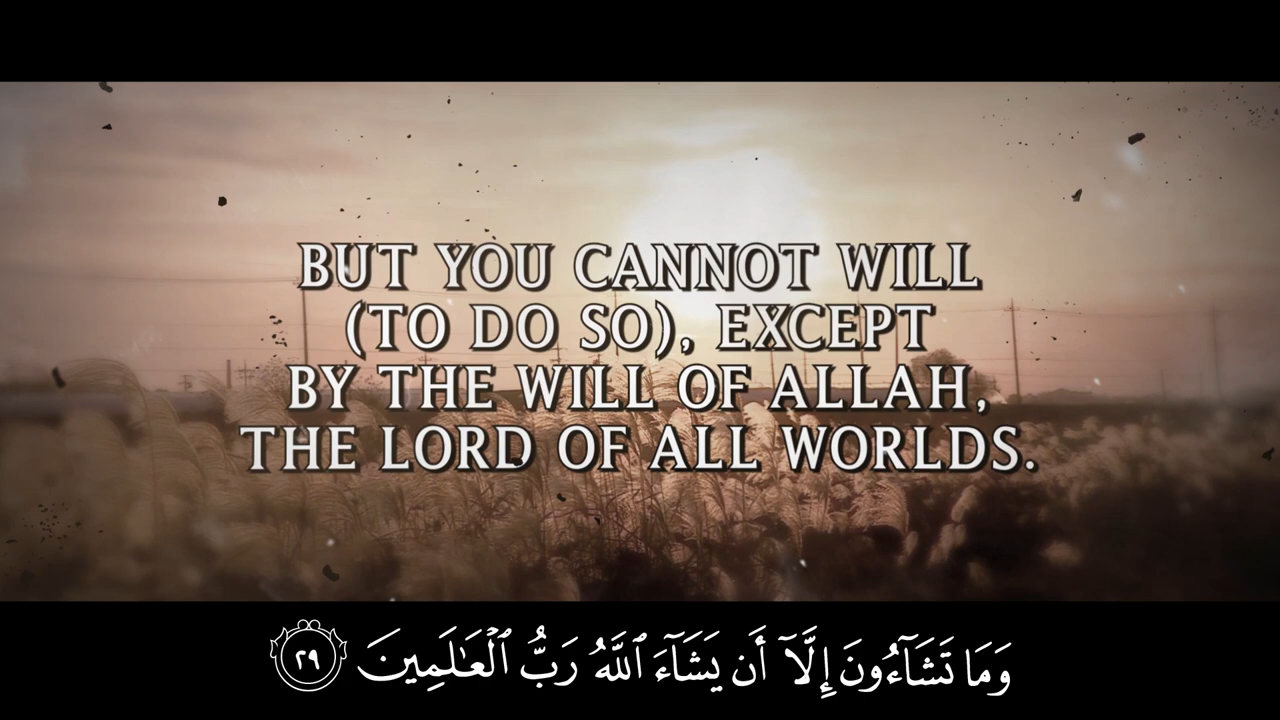 BUT YOU CANNOT WILL
(TO DO SO), EXCEPT
BY THE WILL OF ALLAH,
THE LORD OF ALL WORLDS.
وَمَا تَشَآءُونَ إِلَّآ أَن يَشَآءَ ٱللَّهُ رَبُّ ٱلْعَـٰلَمِينَ ٢٩